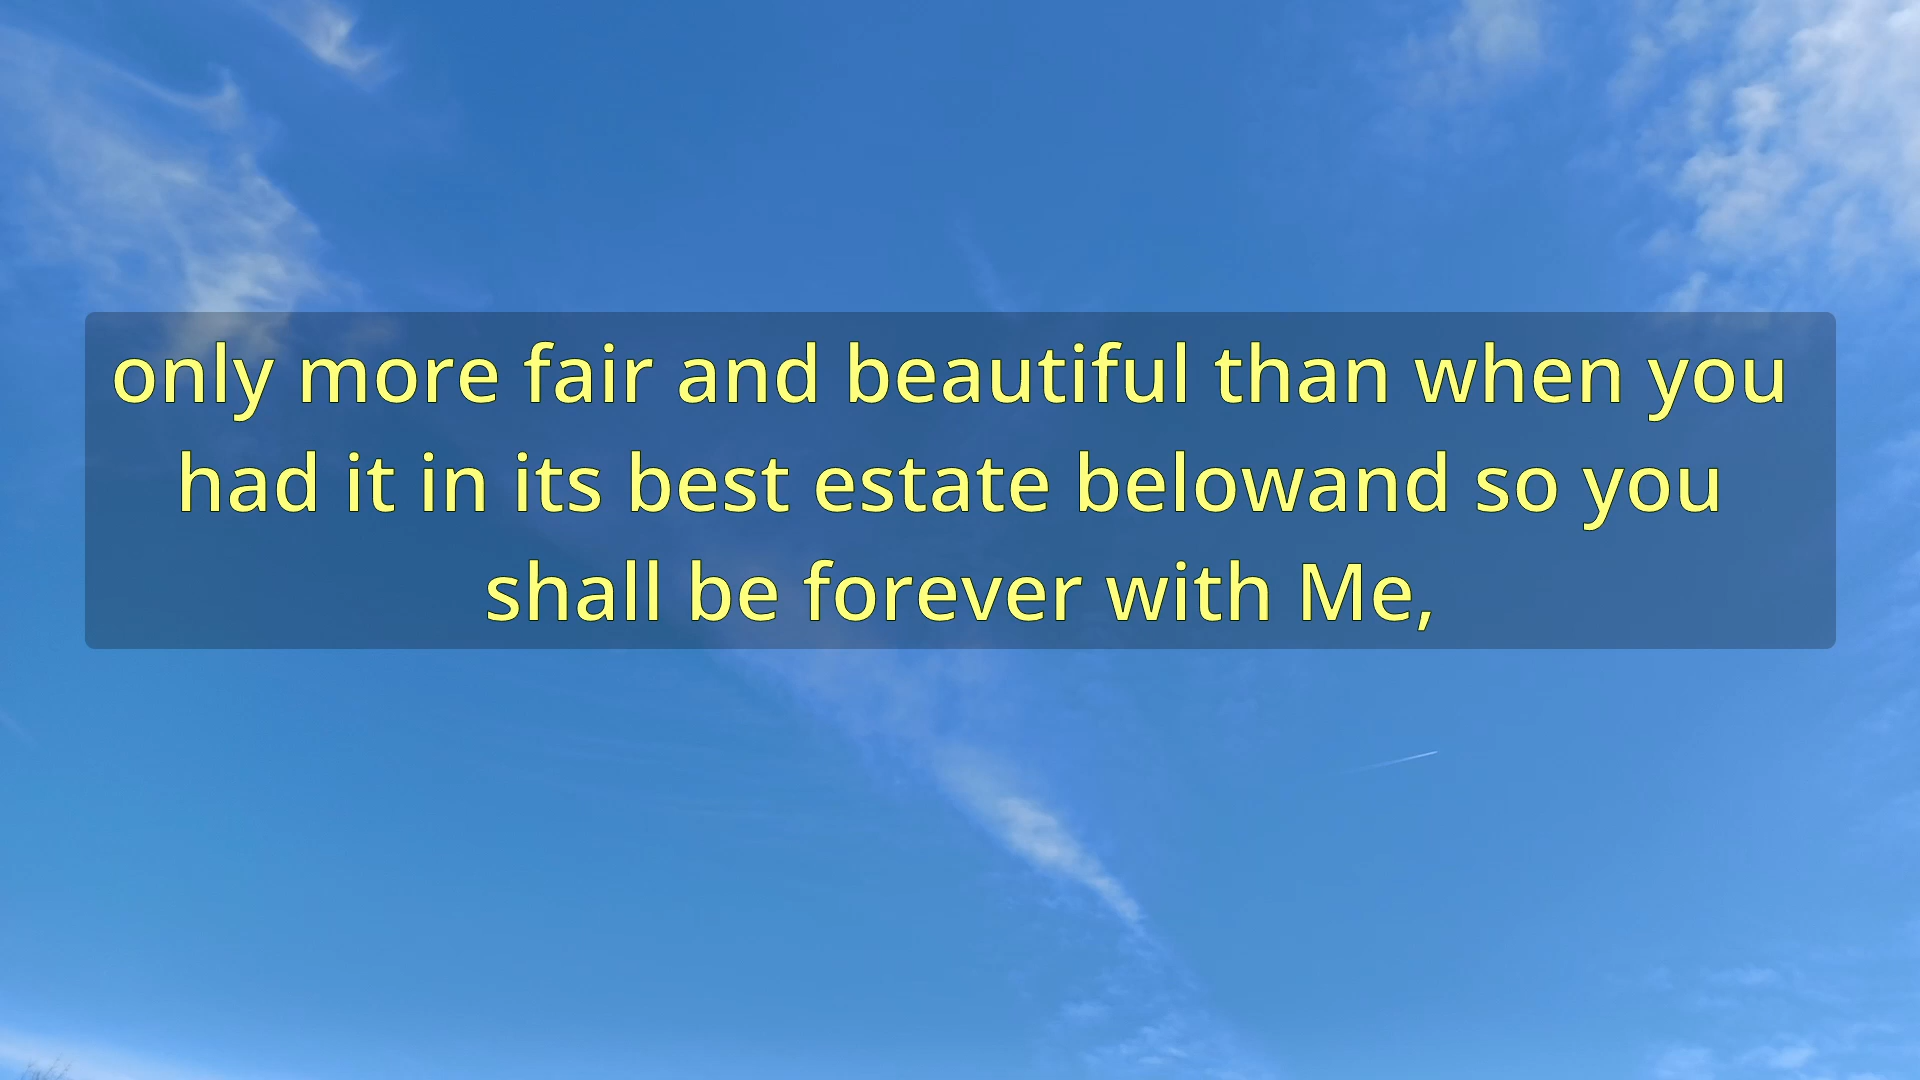 only more fair and beautiful than when you
had it in its best estate belowand so you
shall be forever with Me,